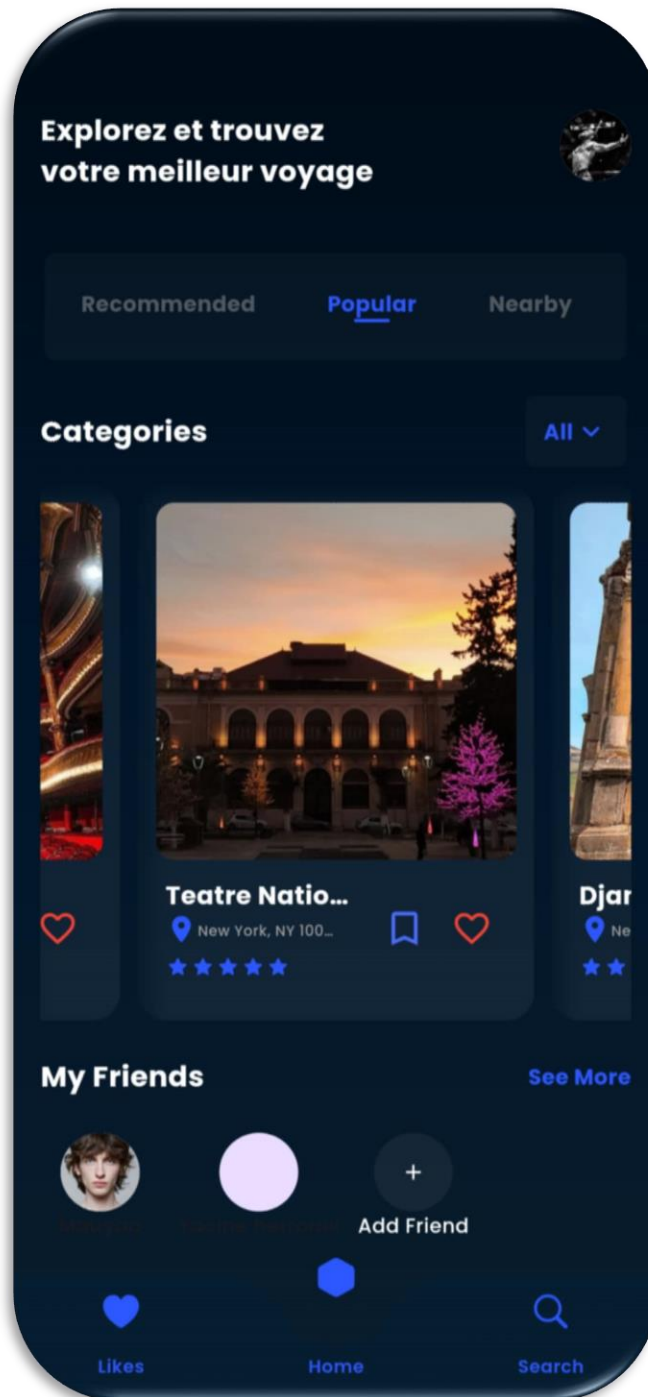 Explorez et trouvez
votre meilleur voyage
Recommended Popular Nearby
Categories
All
Teatre Natio...
New York, NY 100...
Djar
Ne
My Friends
See More
Add Friend
Likes Home Search